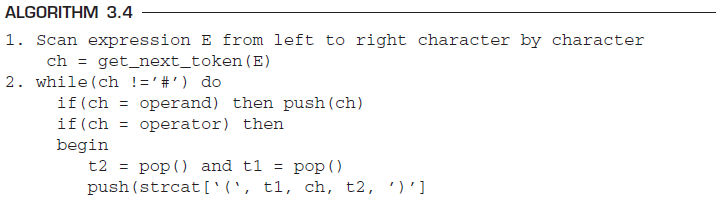 ALGORITHM 3.4
1. Scan expression E from left to right character by character
ch = get_next_token(E)
2. while(ch !='#') do
if(ch = operand) then push(ch)
if(ch = operator) then
begin
t2 = pop() and t1 = pop()
push(strcat[‘(‘, t1, ch, t2, ’)’]